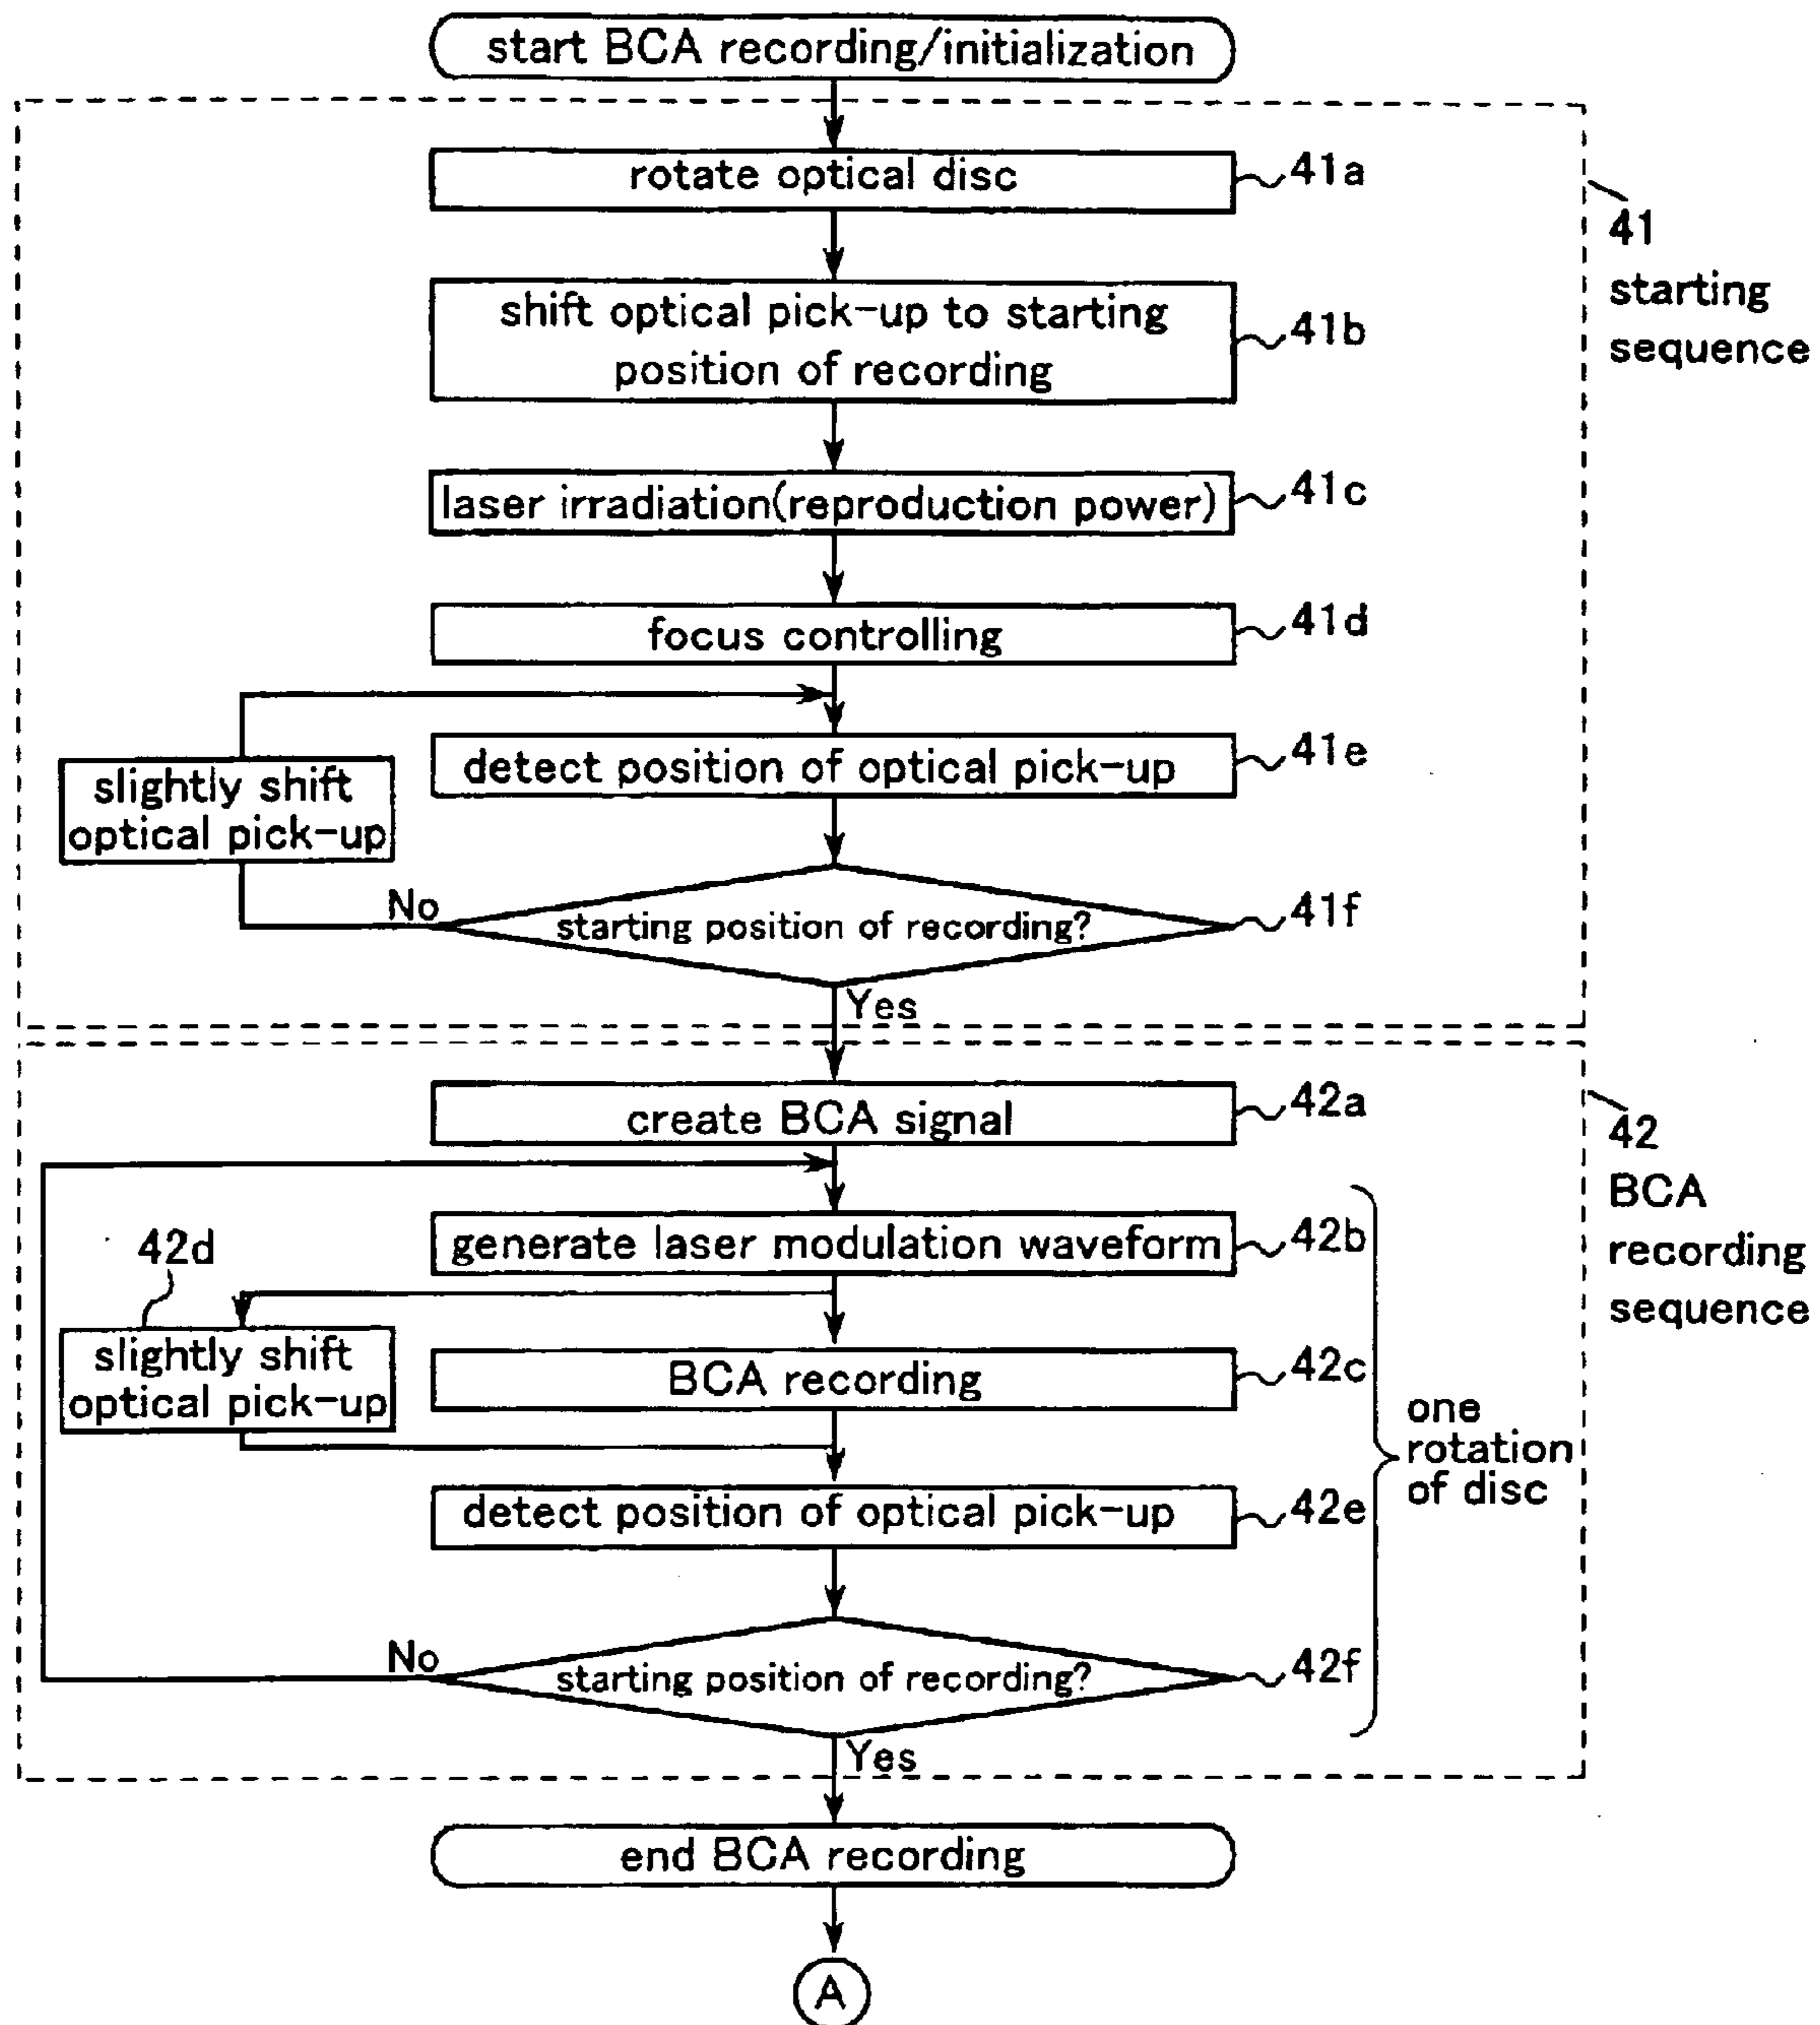 start BCA recording/initialization
rotate optical disc
41a
41
starting
sequence
shift optical pick-up to starting
position of recording
41b
laser irradiation(reproduction power)
41c
focus controlling
41d
detect position of optical pick-up
41e
slightly shift
optical pick-up
No
starting position of recording?
41f
Yes
create BCA signal
42a
42
BCA
recording
sequence
generate laser modulation waveform
42b
42d
slightly shift
optical pick-up
BCA recording
42c
one
rotation
of disc
detect position of optical pick-up
42e
No
starting position of recording?
42f
Yes
end BCA recording
A